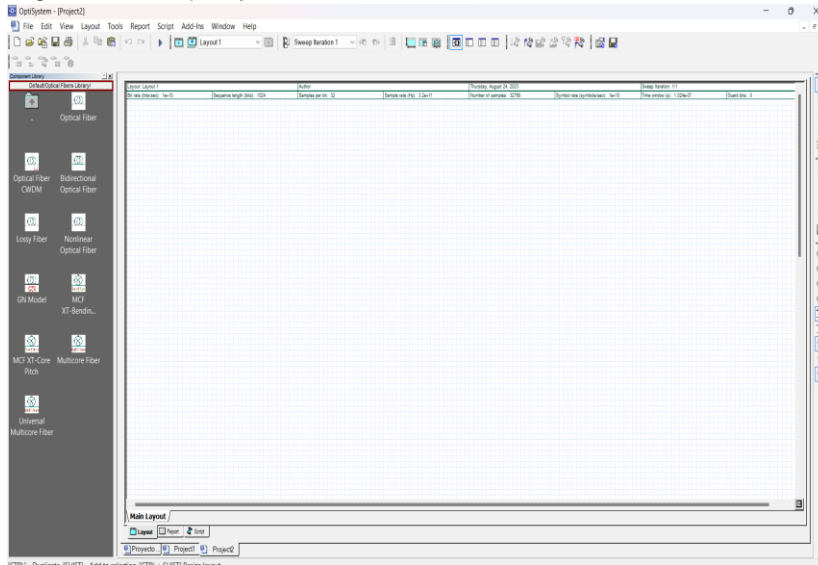 OptiSystem - [Project2]
File Edit View Layout Tools Report Script Add-Ins Window Help
Layout 1 Sweep Iteration 1
Component Library
Default/Optical Fibers Library/
Layout: Layout 1 Author: Thursday, August 24, 2023 Sweep Iteration: 1/1
Bit rate (bits/sec): 1e+10 Sequence length (bits): 1024 Samples per bit: 32 Sample rate (Hz): 3.2e+11 Number of samples: 32768 Symbol rate (symbols/sec): 1e+10 Time window (s): 1.024e-07 Guard bits: 0
..
Optical Fiber
Optical Fiber CWDM
Bidirectional Optical Fiber
Lossy Fiber
Nonlinear Optical Fiber
GN Model
MCF XT-Bendin...
MCF XT-Core Pitch
Multicore Fiber
Universal Multicore Fiber
Main Layout
Layout Report Script
Proyecto... Project1 Project2